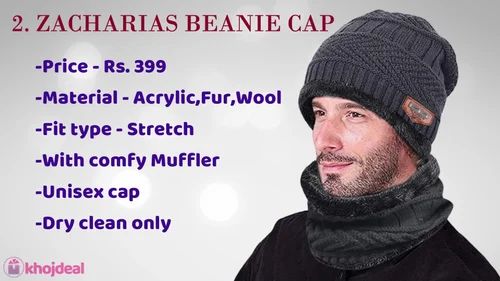 2. ZACHARIAS BEANIE CAP
-Price - Rs. 399
-Material - Acrylic,Fur,Wool
-Fit type - Stretch
-With comfy Muffler
-Unisex cap
-Dry clean only
khojdeal